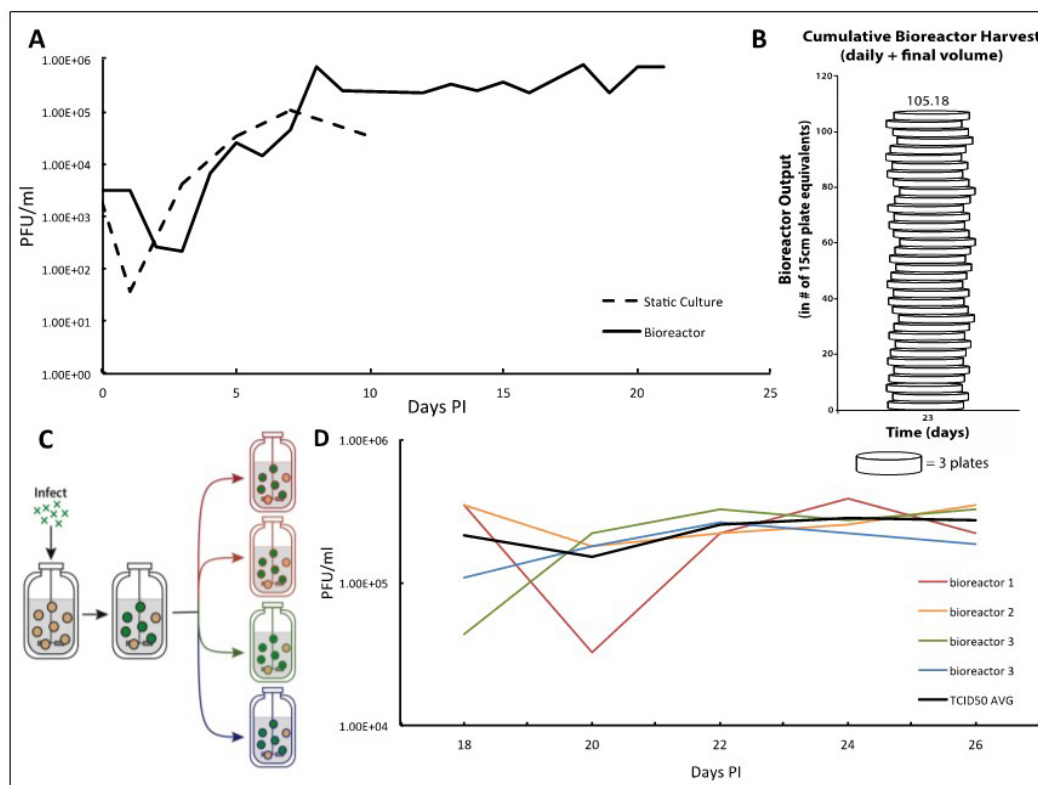 A
1.00E+06
1.00E+05
1.00E+04
1.00E+03
1.00E+02
1.00E+01
1.00E+00
PFU/ml
0
5
10
15
20
25
Days PI
Static Culture
Bioreactor
B
Cumulative Bioreactor Harvest
(daily + final volume)
120
100
80
60
40
20
0
Bioreactor Output
(in # of 15cm plate equivalents)
105.18
23
Time (days)
= 3 plates
C
Infect
D
1.00E+06
1.00E+05
1.00E+04
PFU/ml
18
20
22
24
26
Days PI
bioreactor 1
bioreactor 2
bioreactor 3
bioreactor 3
TCID50 AVG